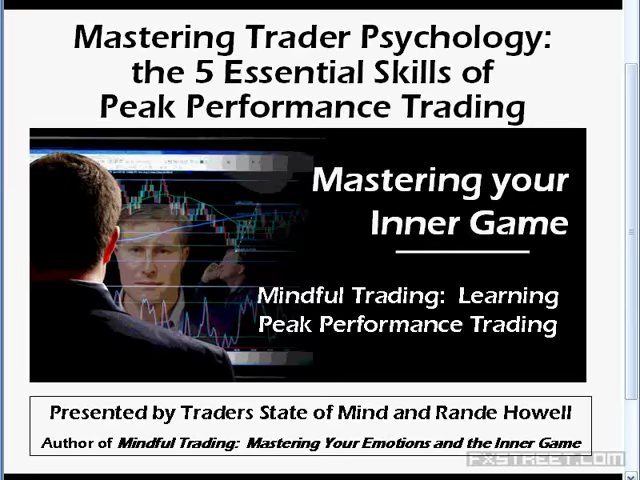 Mastering Trader Psychology:
the 5 Essential Skills of
Peak Performance Trading
Mastering your
Inner Game
Mindful Trading: Learning
Peak Performance Trading
Presented by Traders State of Mind and Rande Howell
Author of Mindful Trading: Mastering Your Emotions and the Inner Game
FXSTREET.COM